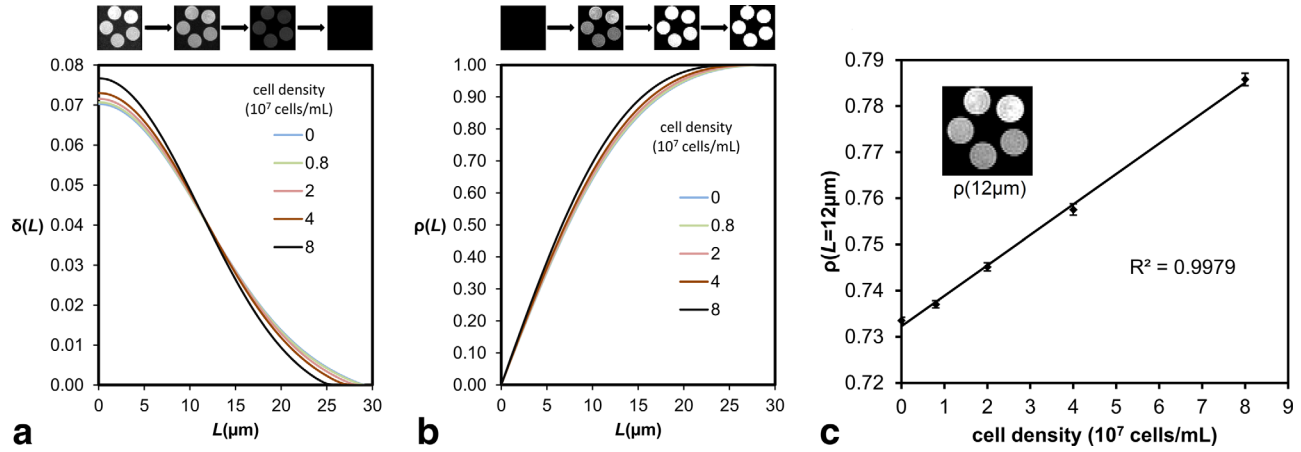 0.08
0.07
0.06
0.05
0.04
0.03
0.02
0.01
0.00
δ(L)
cell density
(10⁷ cells/mL)
0
0.8
2
4
8
0 5 10 15 20 25 30
L(μm)
a
1.00
0.90
0.80
0.70
0.60
0.50
0.40
0.30
0.20
0.10
0.00
ρ(L)
cell density
(10⁷ cells/mL)
0
0.8
2
4
8
0 5 10 15 20 25 30
L(μm)
b
0.79
0.78
0.77
0.76
0.75
0.74
0.73
0.72
ρ(L=12μm)
ρ(12μm)
R² = 0.9979
0 1 2 3 4 5 6 7 8 9
cell density (10⁷ cells/mL)
c